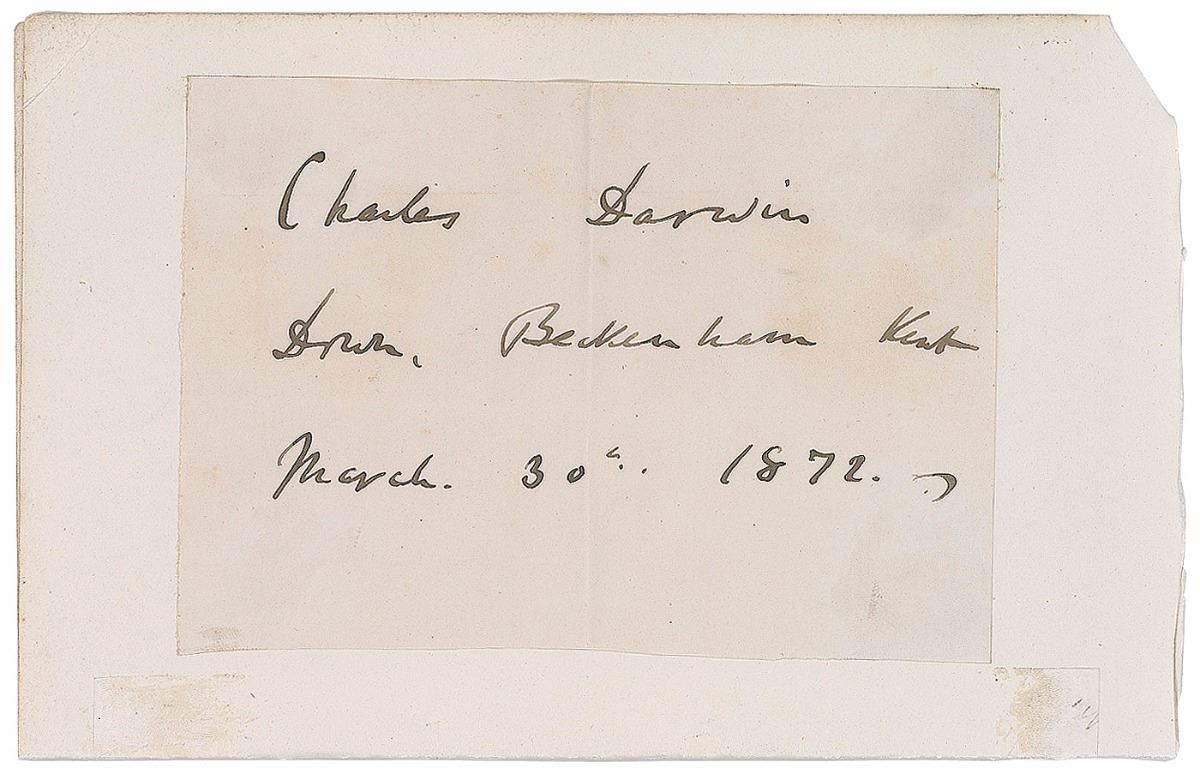 Charles Darwin
Down, Beckenham Kent
March. 30th. 1872.